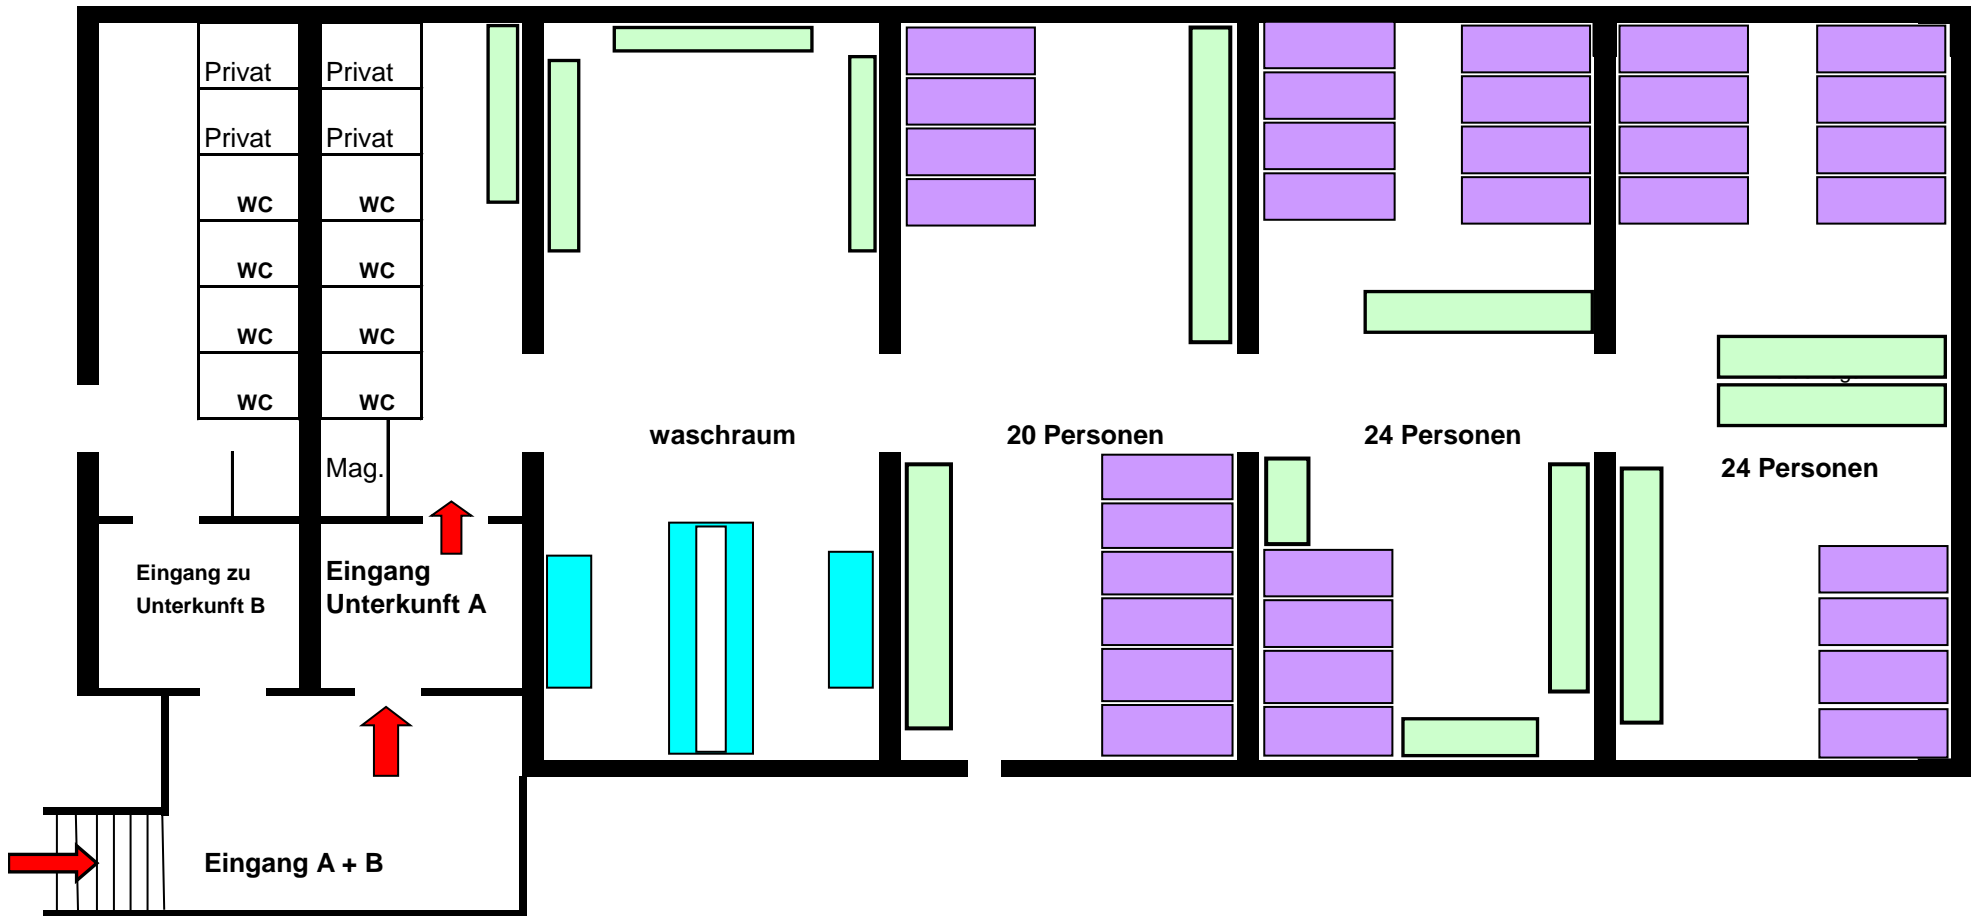 Privat Privat
Privat Privat
WC WC
WC WC
WC WC
WC WC
waschraum 20 Personen 24 Personen
Mag. 24 Personen
Eingang zu
Unterkunft B
Eingang
Unterkunft A
Eingang A + B